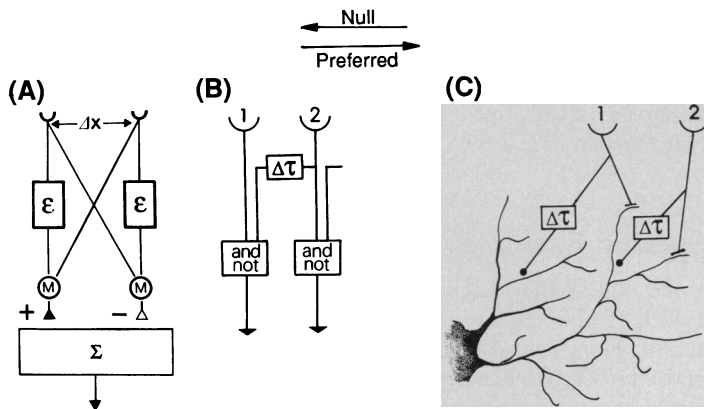 Null
Preferred
(A)
Δx
ε ε
M M
+ −
Σ
(B)
1 2
Δτ
and not and not
(C)
1 2
Δτ Δτ